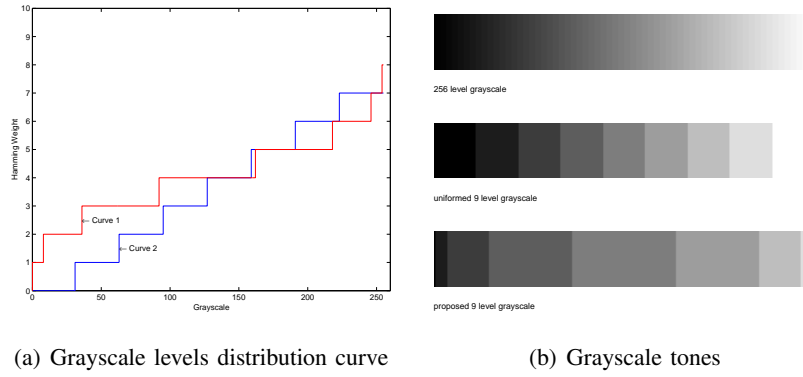 10
9
8
7
6
5
4
3
2
1
0
Hamming Weight
0 50 100 150 200 250
Grayscale
← Curve 1
← Curve 2
(a) Grayscale levels distribution curve
256 level grayscale
uniformed 9 level grayscale
proposed 9 level grayscale
(b) Grayscale tones